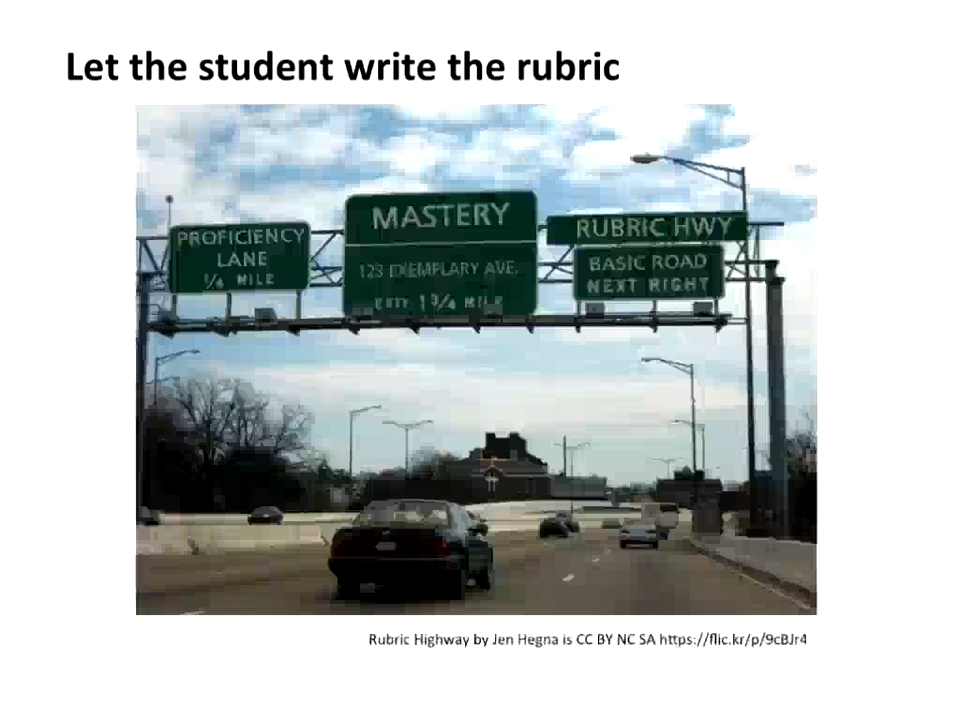 Let the student write the rubric
PROFICIENCY
LANE
1/4 MILE
MASTERY
123 EXEMPLARY AVE.
EXIT 1 3/4 MILE
RUBRIC HWY
BASIC ROAD
NEXT RIGHT
Rubric Highway by Jen Hegna is CC BY NC SA https://flic.kr/p/9cBJr4